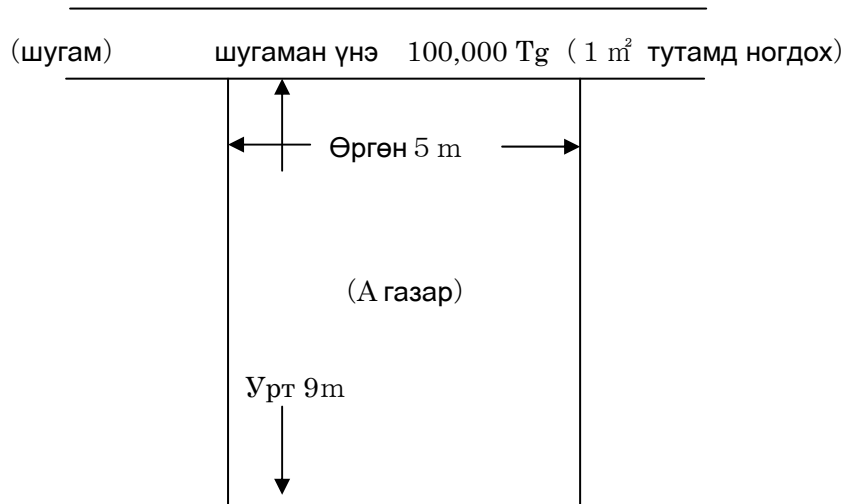 (шугам) шугаман үнэ 100,000 Tg ( 1 ㎡ тутамд ногдох)
Өргөн 5 m
(A газар)
Урт 9m